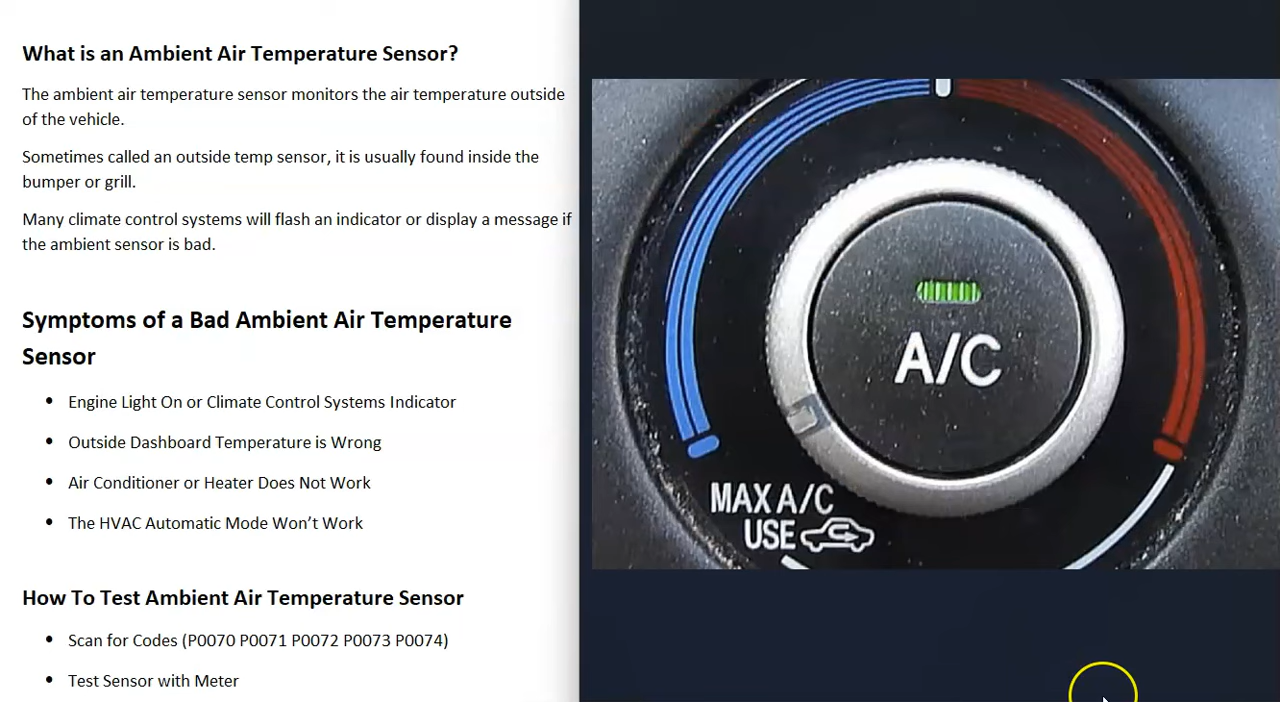 What is an Ambient Air Temperature Sensor?
The ambient air temperature sensor monitors the air temperature outside
of the vehicle.
Sometimes called an outside temp sensor, it is usually found inside the
bumper or grill.
Many climate control systems will flash an indicator or display a message if
the ambient sensor is bad.
Symptoms of a Bad Ambient Air Temperature
Sensor
• Engine Light On or Climate Control Systems Indicator
• Outside Dashboard Temperature is Wrong
• Air Conditioner or Heater Does Not Work
• The HVAC Automatic Mode Won’t Work
How To Test Ambient Air Temperature Sensor
• Scan for Codes (P0070 P0071 P0072 P0073 P0074)
• Test Sensor with Meter
A/C
MAX A/C
USE